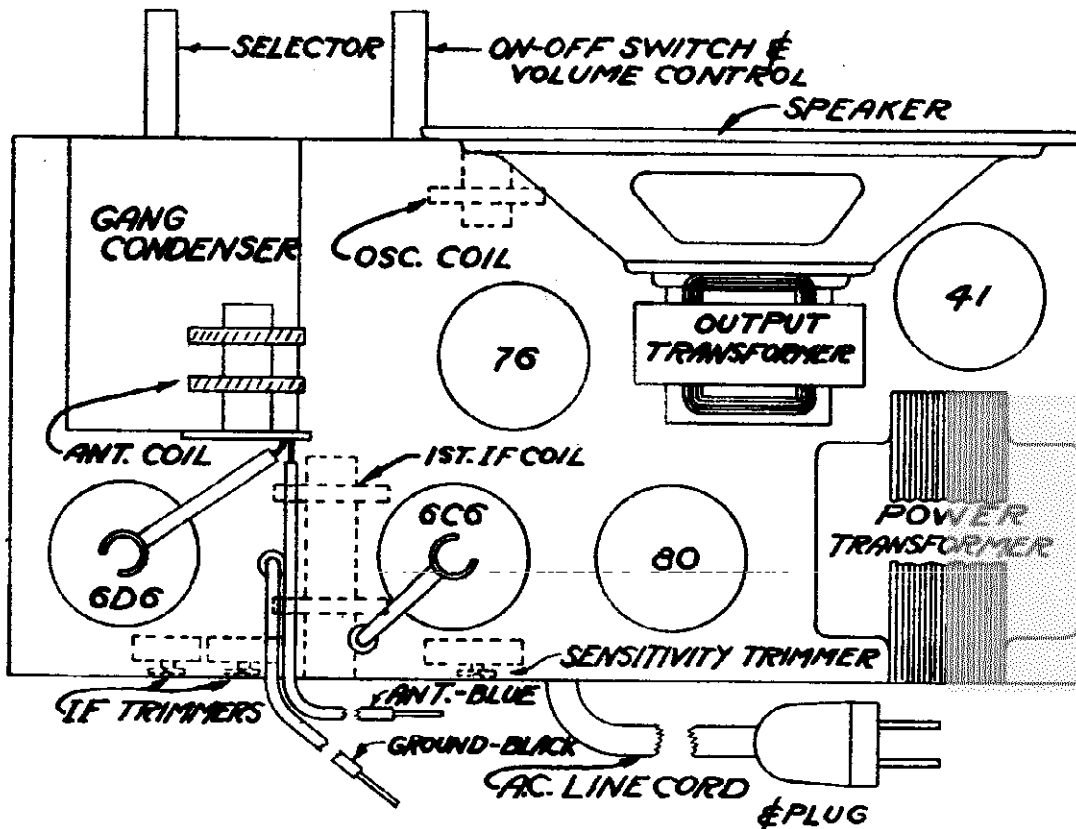 SELECTOR
ON-OFF SWITCH &
VOLUME CONTROL
SPEAKER
GANG
CONDENSER
OSC. COIL
41
76
OUTPUT
TRANSFORMER
ANT. COIL
1ST. IF COIL
6C6
POWER
TRANSFORMER
80
6D6
SENSITIVITY TRIMMER
IF TRIMMERS
ANT.-BLUE
GROUND-BLACK
A.C. LINE CORD
& PLUG